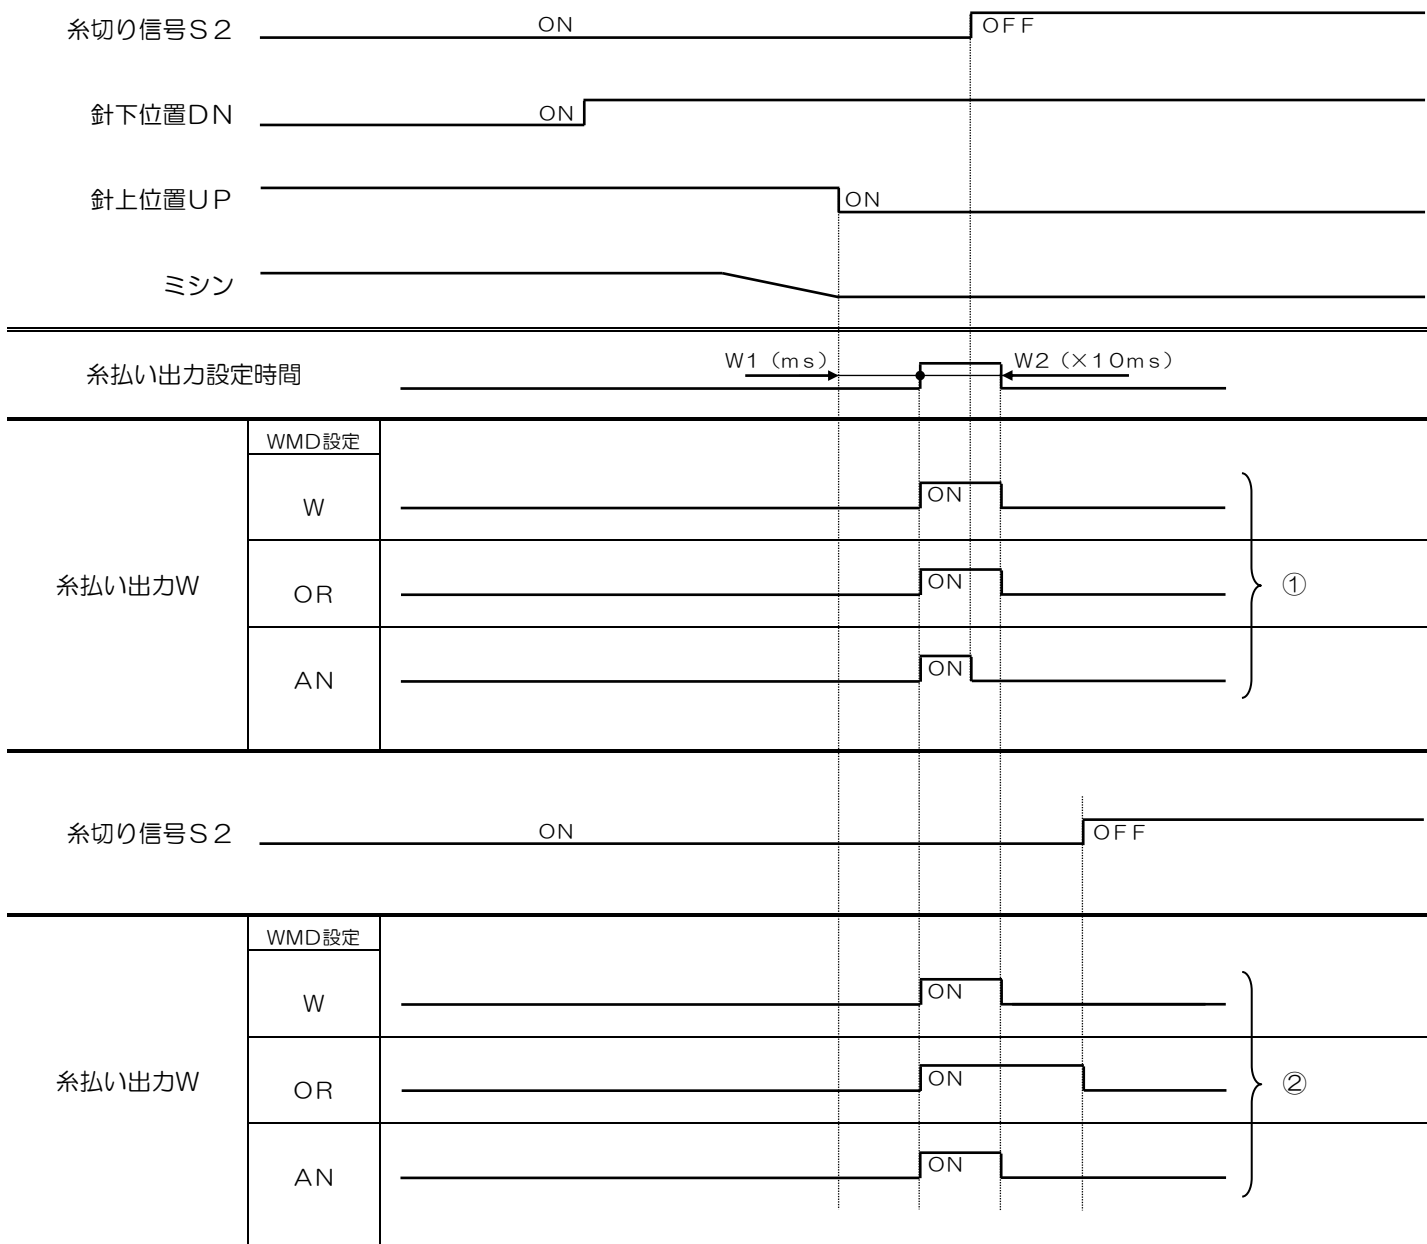 糸切り信号Ｓ２ ON OFF
針下位置DN ON
針上位置UP ON
ミシン
糸払い出力設定時間 W1（ms） W2（×10ms）
WMD設定
W ON
糸払い出力W OR ON ①
AN ON
糸切り信号Ｓ２ ON OFF
WMD設定
W ON
糸払い出力W OR ON ②
AN ON